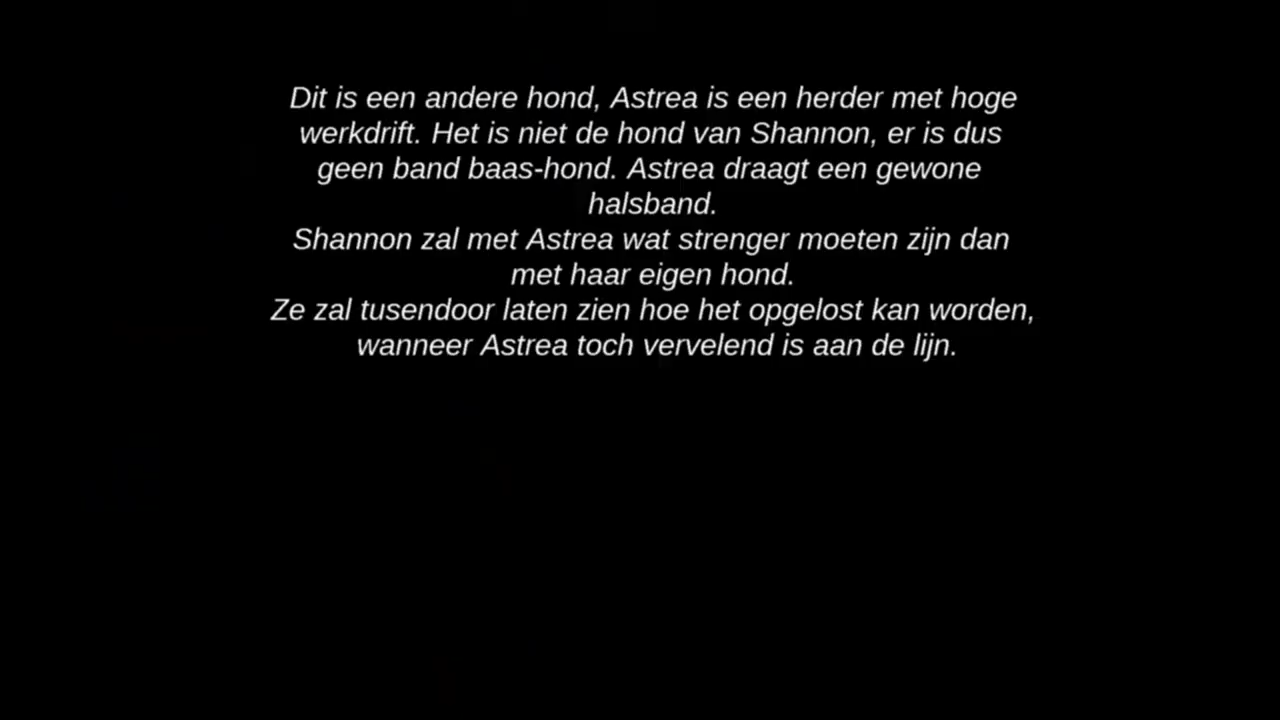 Dit is een andere hond, Astrea is een herder met hoge
werkdrift. Het is niet de hond van Shannon, er is dus
geen band baas-hond. Astrea draagt een gewone
halsband.
Shannon zal met Astrea wat strenger moeten zijn dan
met haar eigen hond.
Ze zal tusendoor laten zien hoe het opgelost kan worden,
wanneer Astrea toch vervelend is aan de lijn.